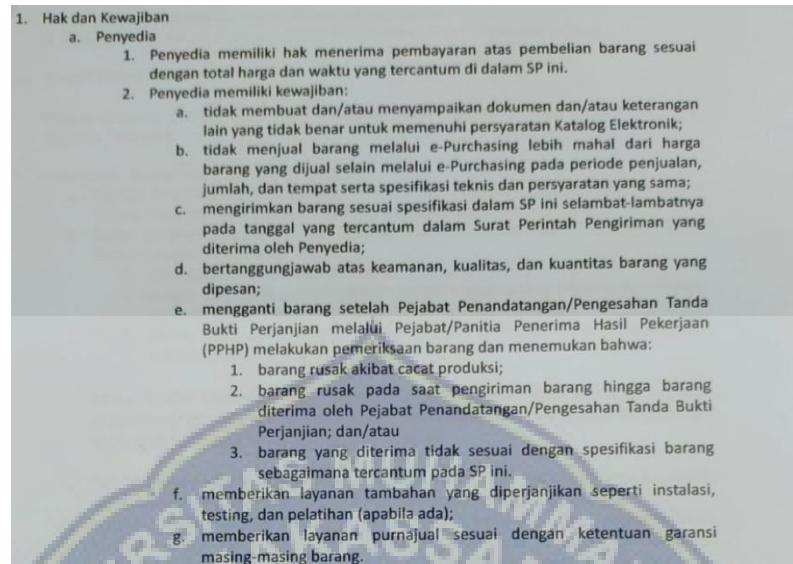 1. Hak dan Kewajiban
a. Penyedia
1. Penyedia memiliki hak menerima pembayaran atas pembelian barang sesuai
dengan total harga dan waktu yang tercantum di dalam SP ini.
2. Penyedia memiliki kewajiban:
a. tidak membuat dan/atau menyampaikan dokumen dan/atau keterangan
lain yang tidak benar untuk memenuhi persyaratan Katalog Elektronik;
b. tidak menjual barang melalui e-Purchasing lebih mahal dari harga
barang yang dijual selain melalui e-Purchasing pada periode penjualan,
jumlah, dan tempat serta spesifikasi teknis dan persyaratan yang sama;
c. mengirimkan barang sesuai spesifikasi dalam SP ini selambat-lambatnya
pada tanggal yang tercantum dalam Surat Perintah Pengiriman yang
diterima oleh Penyedia;
d. bertanggungjawab atas keamanan, kualitas, dan kuantitas barang yang
dipesan;
e. mengganti barang setelah Pejabat Penandatangan/Pengesahan Tanda
Bukti Perjanjian melalui Pejabat/Panitia Penerima Hasil Pekerjaan
(PPHP) melakukan pemeriksaan barang dan menemukan bahwa:
1. barang rusak akibat cacat produksi;
2. barang rusak pada saat pengiriman barang hingga barang
diterima oleh Pejabat Penandatangan/Pengesahan Tanda Bukti
Perjanjian; dan/atau
3. barang yang diterima tidak sesuai dengan spesifikasi barang
sebagaimana tercantum pada SP ini.
f. memberikan layanan tambahan yang diperjanjikan seperti instalasi,
testing, dan pelatihan (apabila ada);
g. memberikan layanan purnajual sesuai dengan ketentuan garansi
masing-masing barang.